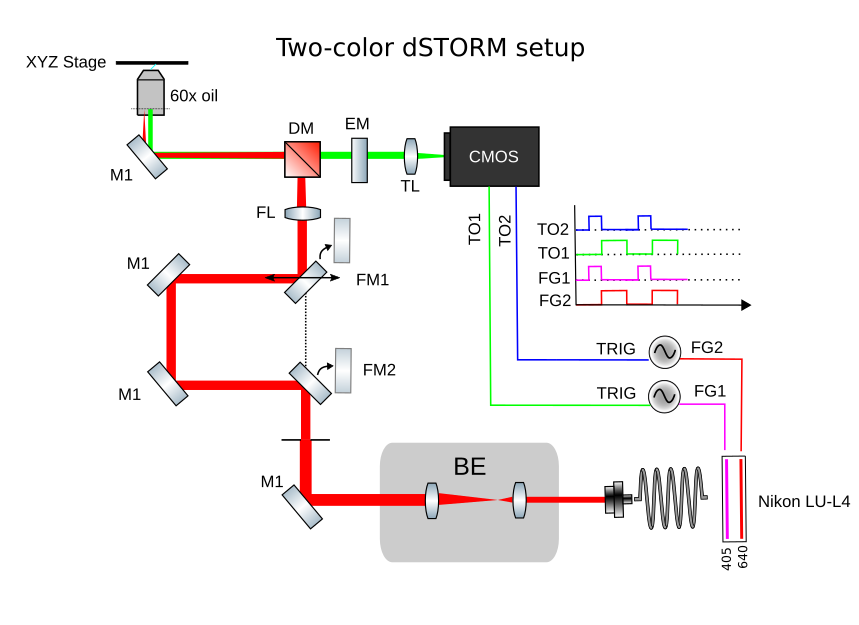 Two-color dSTORM setup
XYZ Stage
60x oil
DM
EM
CMOS
M1
TL
FL
TO1
TO2
TO2
TO1
FG1
FG2
M1
FM1
TRIG
FG2
FM2
TRIG
FG1
M1
BE
M1
Nikon LU-L4
405
640